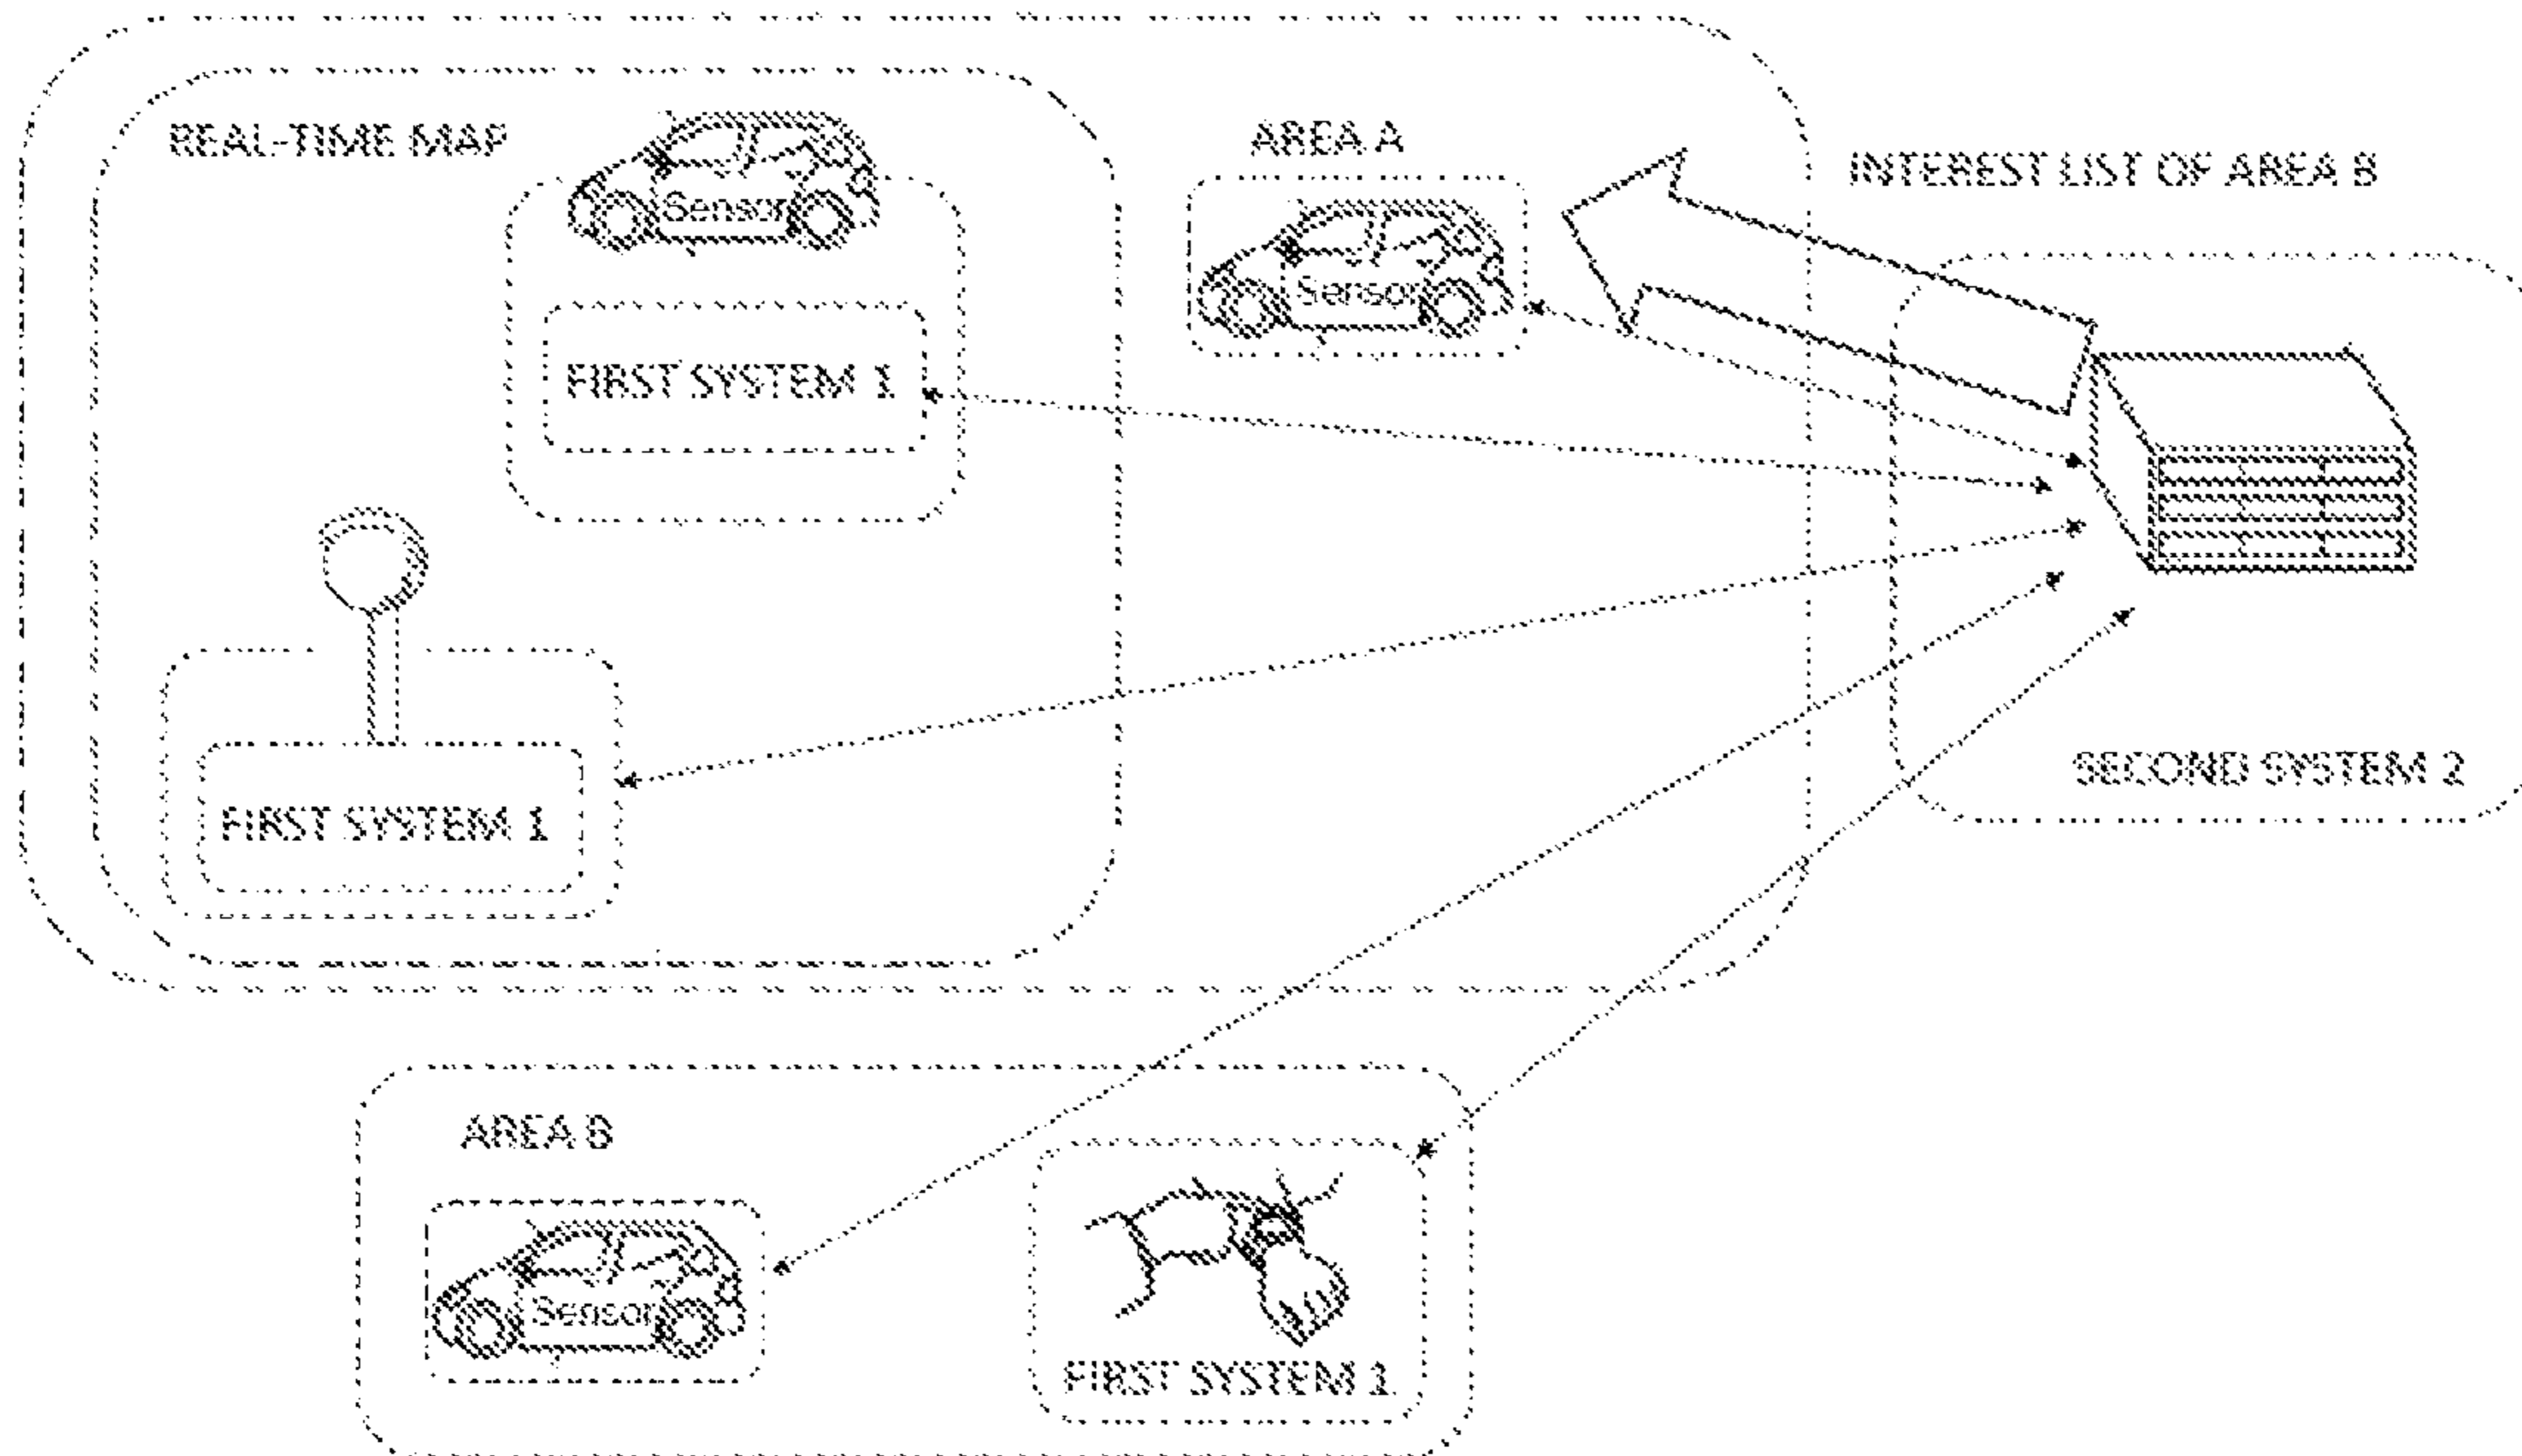 REAL-TIME MAP
Sensor
FIRST SYSTEM 1
AREA A
Sensor
INTEREST LIST OF AREA B
FIRST SYSTEM 1
SECOND SYSTEM 2
AREA B
Sensor
FIRST SYSTEM 1